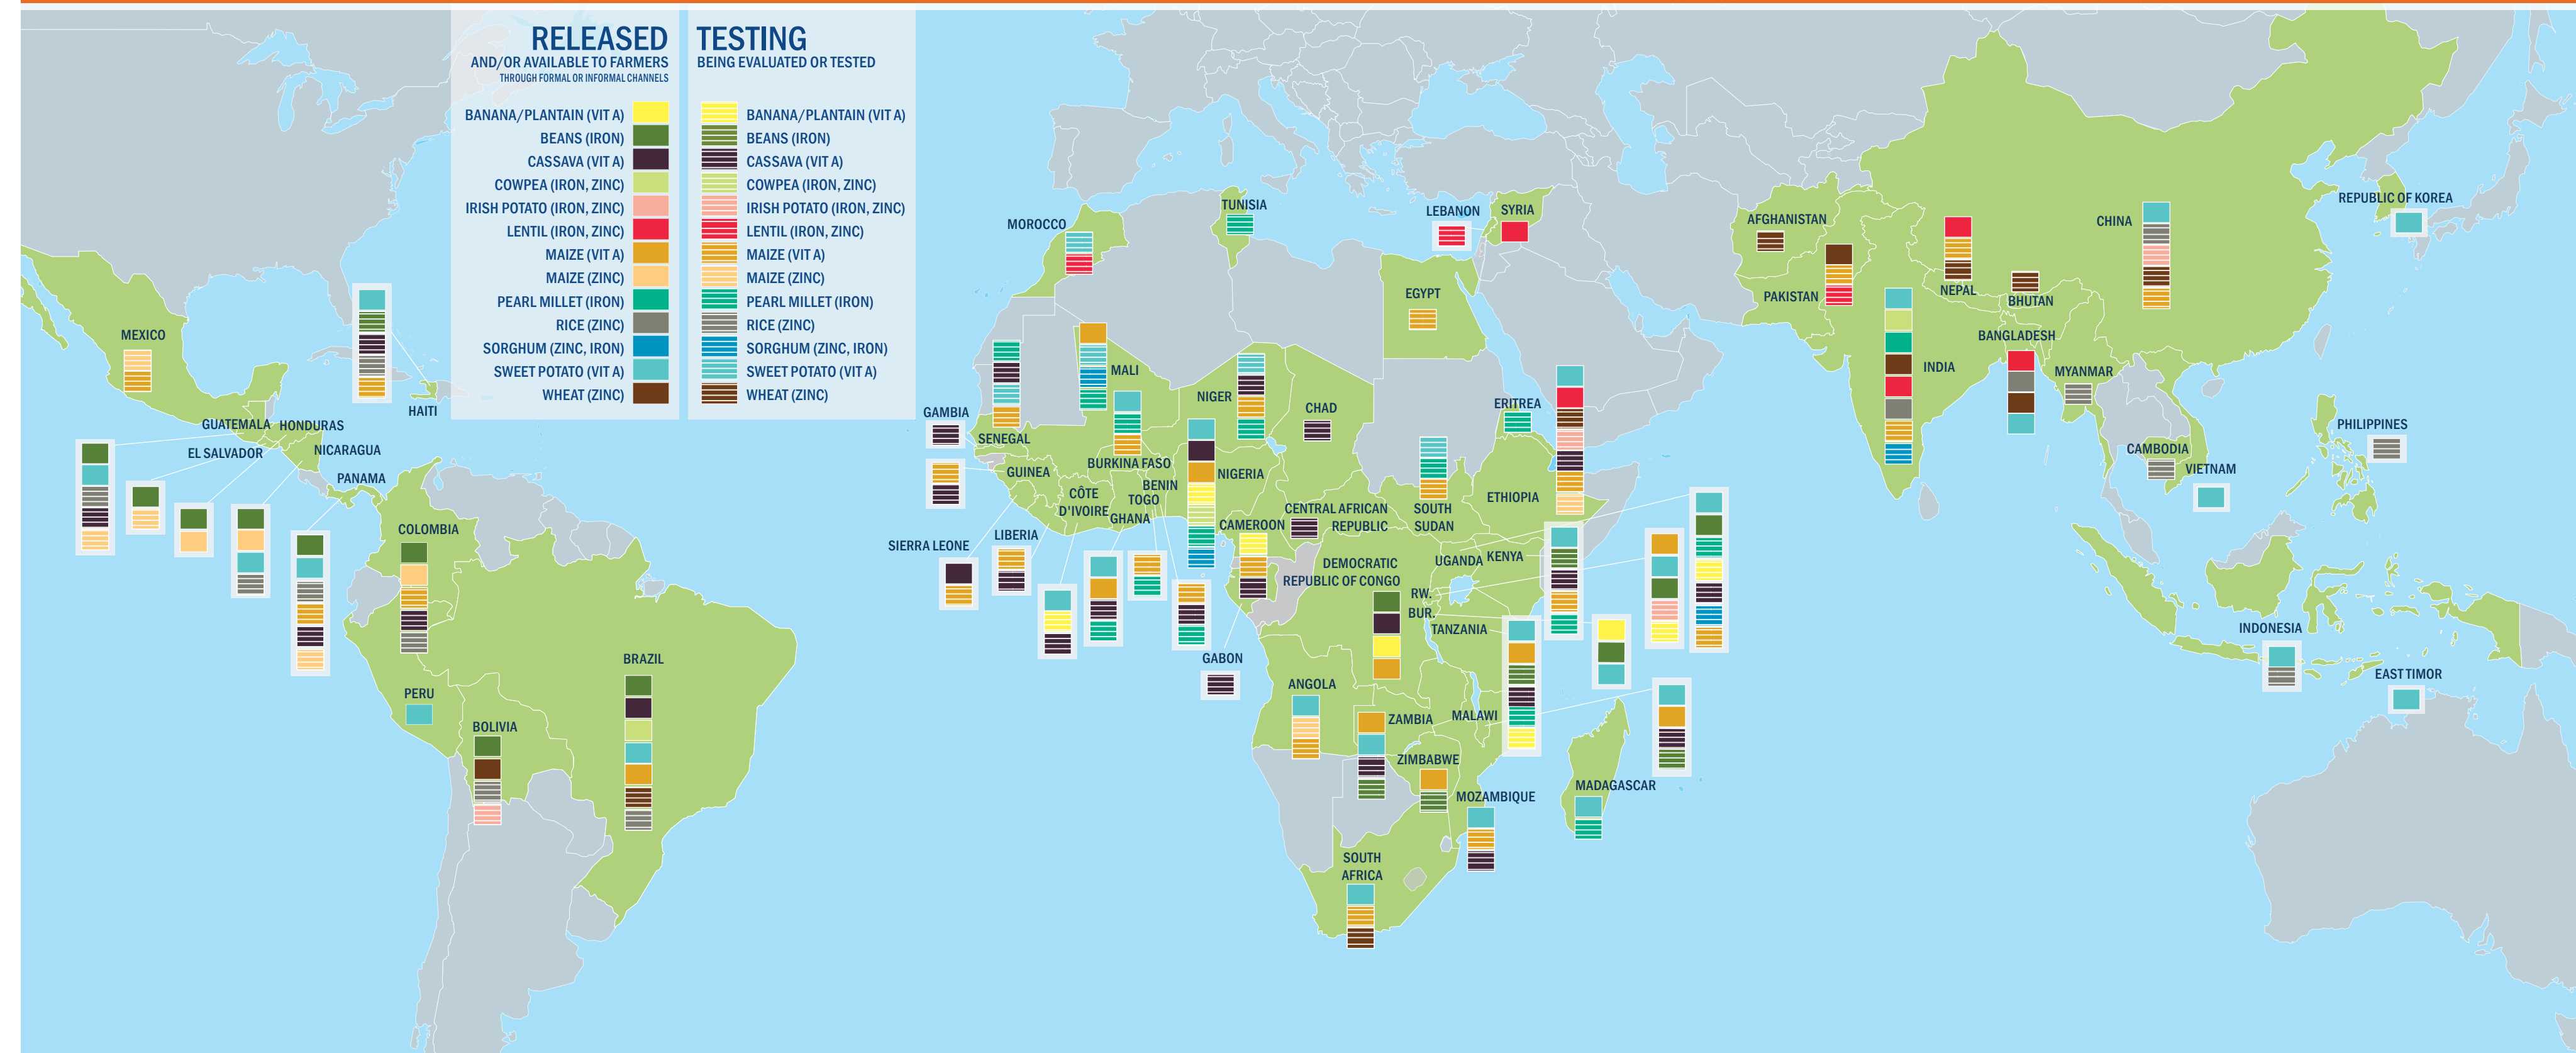 RELEASED
AND/OR AVAILABLE TO FARMERS
THROUGH FORMAL OR INFORMAL CHANNELS
BANANA/PLANTAIN (VIT A)
BEANS (IRON)
CASSAVA (VIT A)
COWPEA (IRON, ZINC)
IRISH POTATO (IRON, ZINC)
LENTIL (IRON, ZINC)
MAIZE (VIT A)
MAIZE (ZINC)
PEARL MILLET (IRON)
RICE (ZINC)
SORGHUM (ZINC, IRON)
SWEET POTATO (VIT A)
WHEAT (ZINC)
TESTING
BEING EVALUATED OR TESTED
BANANA/PLANTAIN (VIT A)
BEANS (IRON)
CASSAVA (VIT A)
COWPEA (IRON, ZINC)
IRISH POTATO (IRON, ZINC)
LENTIL (IRON, ZINC)
MAIZE (VIT A)
MAIZE (ZINC)
PEARL MILLET (IRON)
RICE (ZINC)
SORGHUM (ZINC, IRON)
SWEET POTATO (VIT A)
WHEAT (ZINC)
MEXICO
HAITI
GUATEMALA
HONDURAS
EL SALVADOR
NICARAGUA
PANAMA
COLOMBIA
PERU
BOLIVIA
BRAZIL
MOROCCO
TUNISIA
LEBANON
SYRIA
EGYPT
MALI
NIGER
CHAD
ERITREA
GAMBIA
SENEGAL
GUINEA
BURKINA FASO
BENIN
TOGO
GHANA
CÔTE
D'IVOIRE
NIGERIA
LIBERIA
SIERRA LEONE
CAMEROON
CENTRAL AFRICAN
REPUBLIC
SOUTH
SUDAN
ETHIOPIA
UGANDA
KENYA
DEMOCRATIC
REPUBLIC OF CONGO
RW.
BUR.
TANZANIA
GABON
ANGOLA
ZAMBIA
MALAWI
ZIMBABWE
MOZAMBIQUE
MADAGASCAR
SOUTH
AFRICA
AFGHANISTAN
PAKISTAN
NEPAL
BHUTAN
BANGLADESH
INDIA
MYANMAR
CHINA
REPUBLIC OF KOREA
PHILIPPINES
CAMBODIA
VIETNAM
INDONESIA
EAST TIMOR